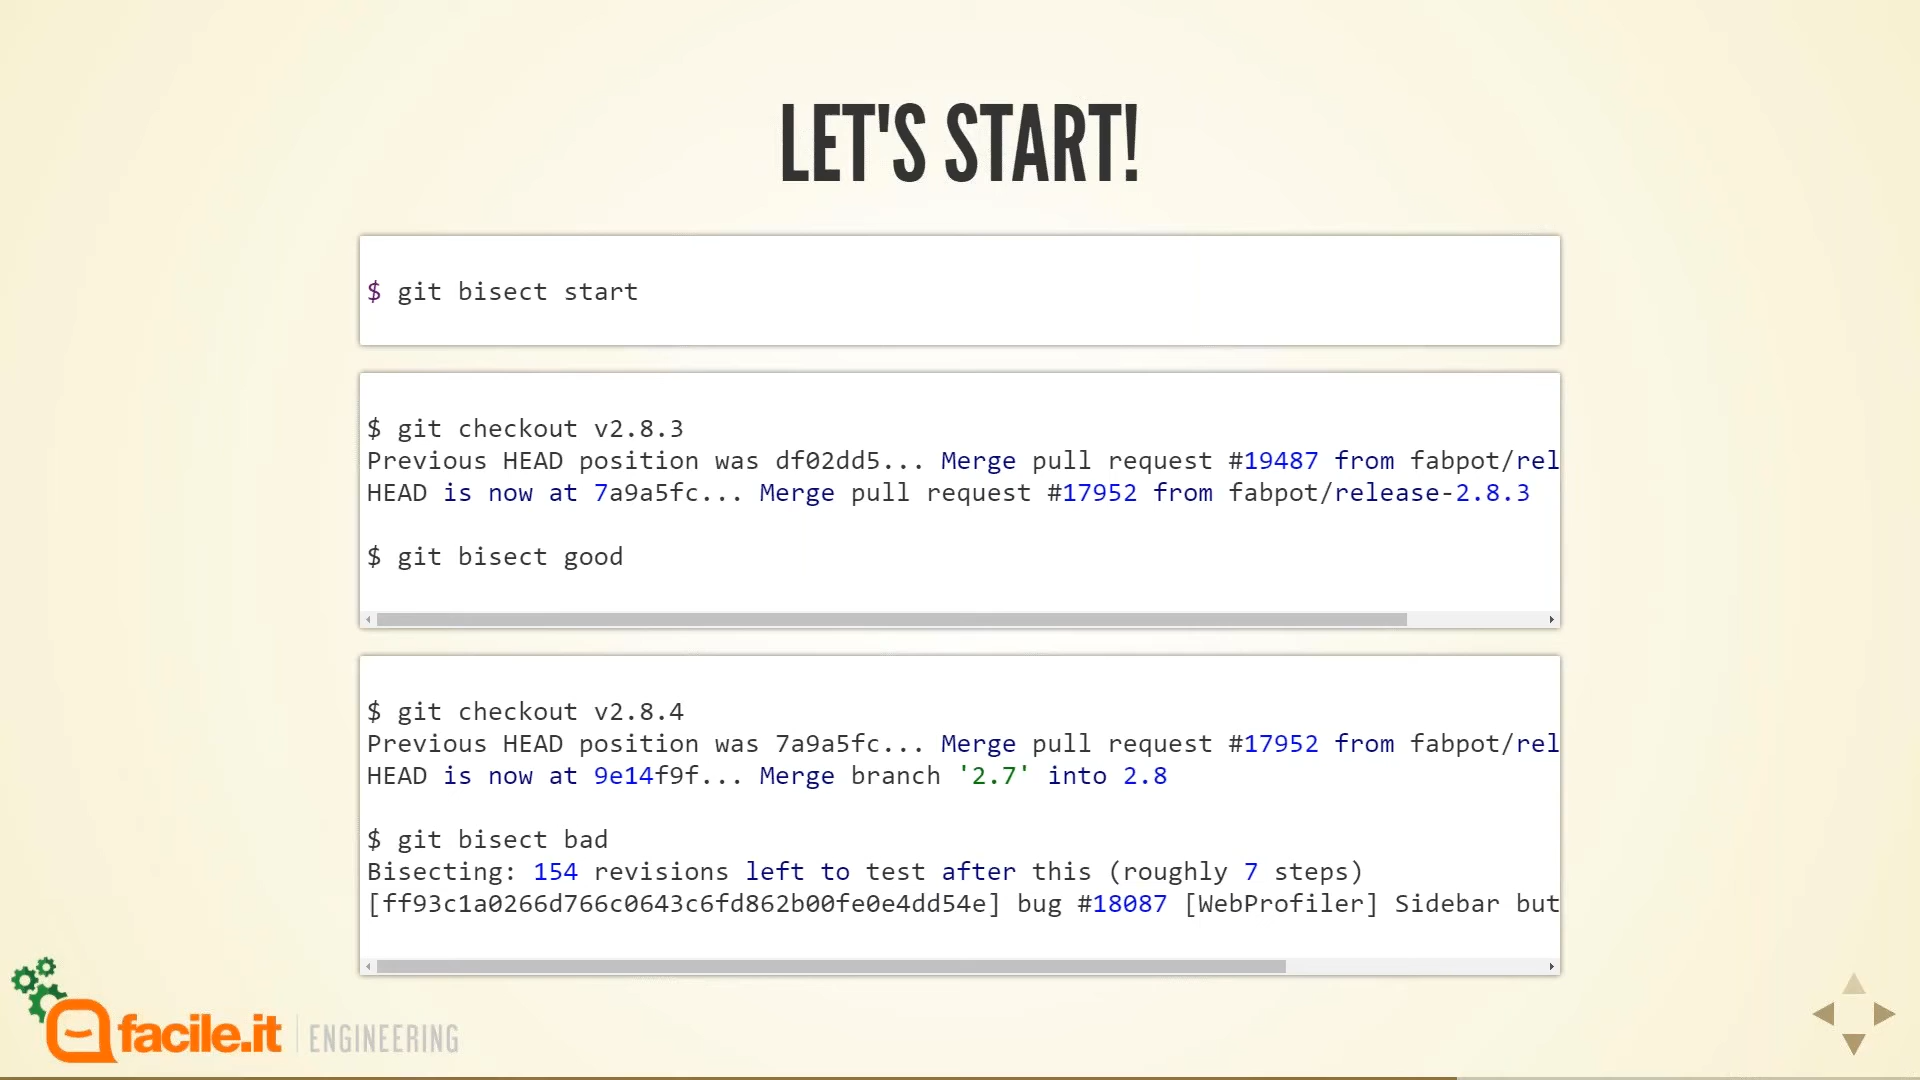 LET'S START!
$ git bisect start
$ git checkout v2.8.3
Previous HEAD position was df02dd5... Merge pull request #19487 from fabpot/rel
HEAD is now at 7a9a5fc... Merge pull request #17952 from fabpot/release-2.8.3
$ git bisect good
$ git checkout v2.8.4
Previous HEAD position was 7a9a5fc... Merge pull request #17952 from fabpot/rel
HEAD is now at 9e14f9f... Merge branch '2.7' into 2.8
$ git bisect bad
Bisecting: 154 revisions left to test after this (roughly 7 steps)
[ff93c1a0266d766c0643c6fd862b00fe0e4dd54e] bug #18087 [WebProfiler] Sidebar but
facile.it ENGINEERING